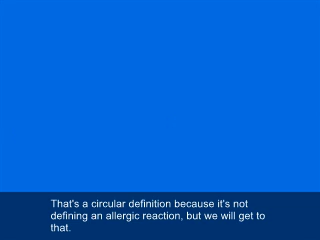 That's a circular definition because it's not
defining an allergic reaction, but we will get to
that.